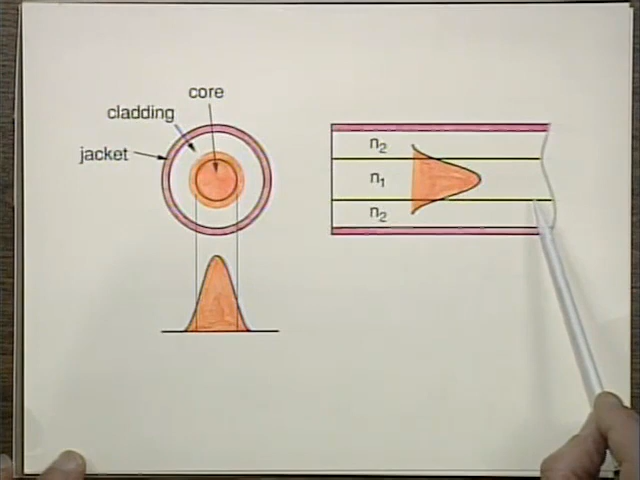 core
cladding
jacket
n₂
n₁
n₂